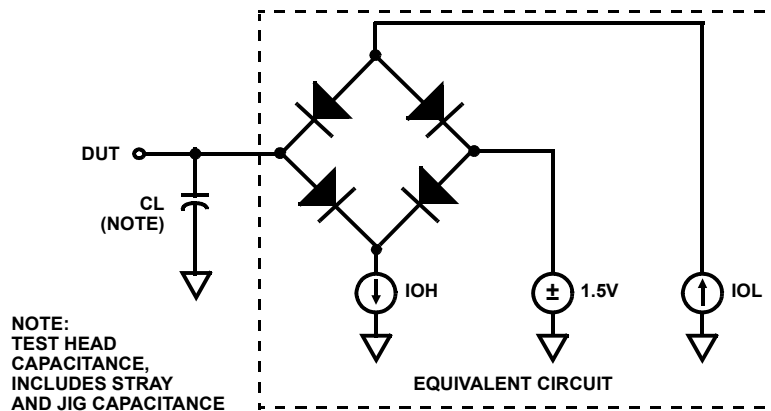 DUT
CL
(NOTE)
IOH
±
1.5V
IOL
NOTE:
TEST HEAD
CAPACITANCE,
INCLUDES STRAY
AND JIG CAPACITANCE
EQUIVALENT CIRCUIT